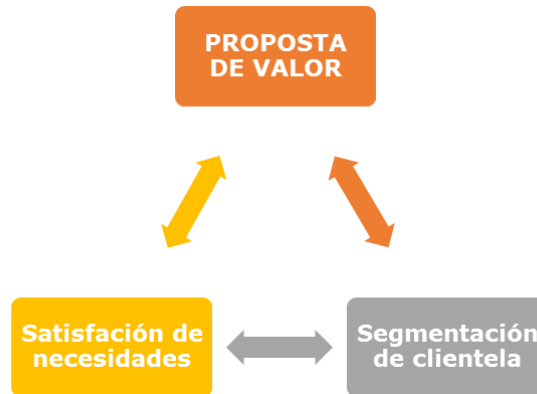 PROPOSTA
DE VALOR
Satisfación de
necesidades
Segmentación
de clientela